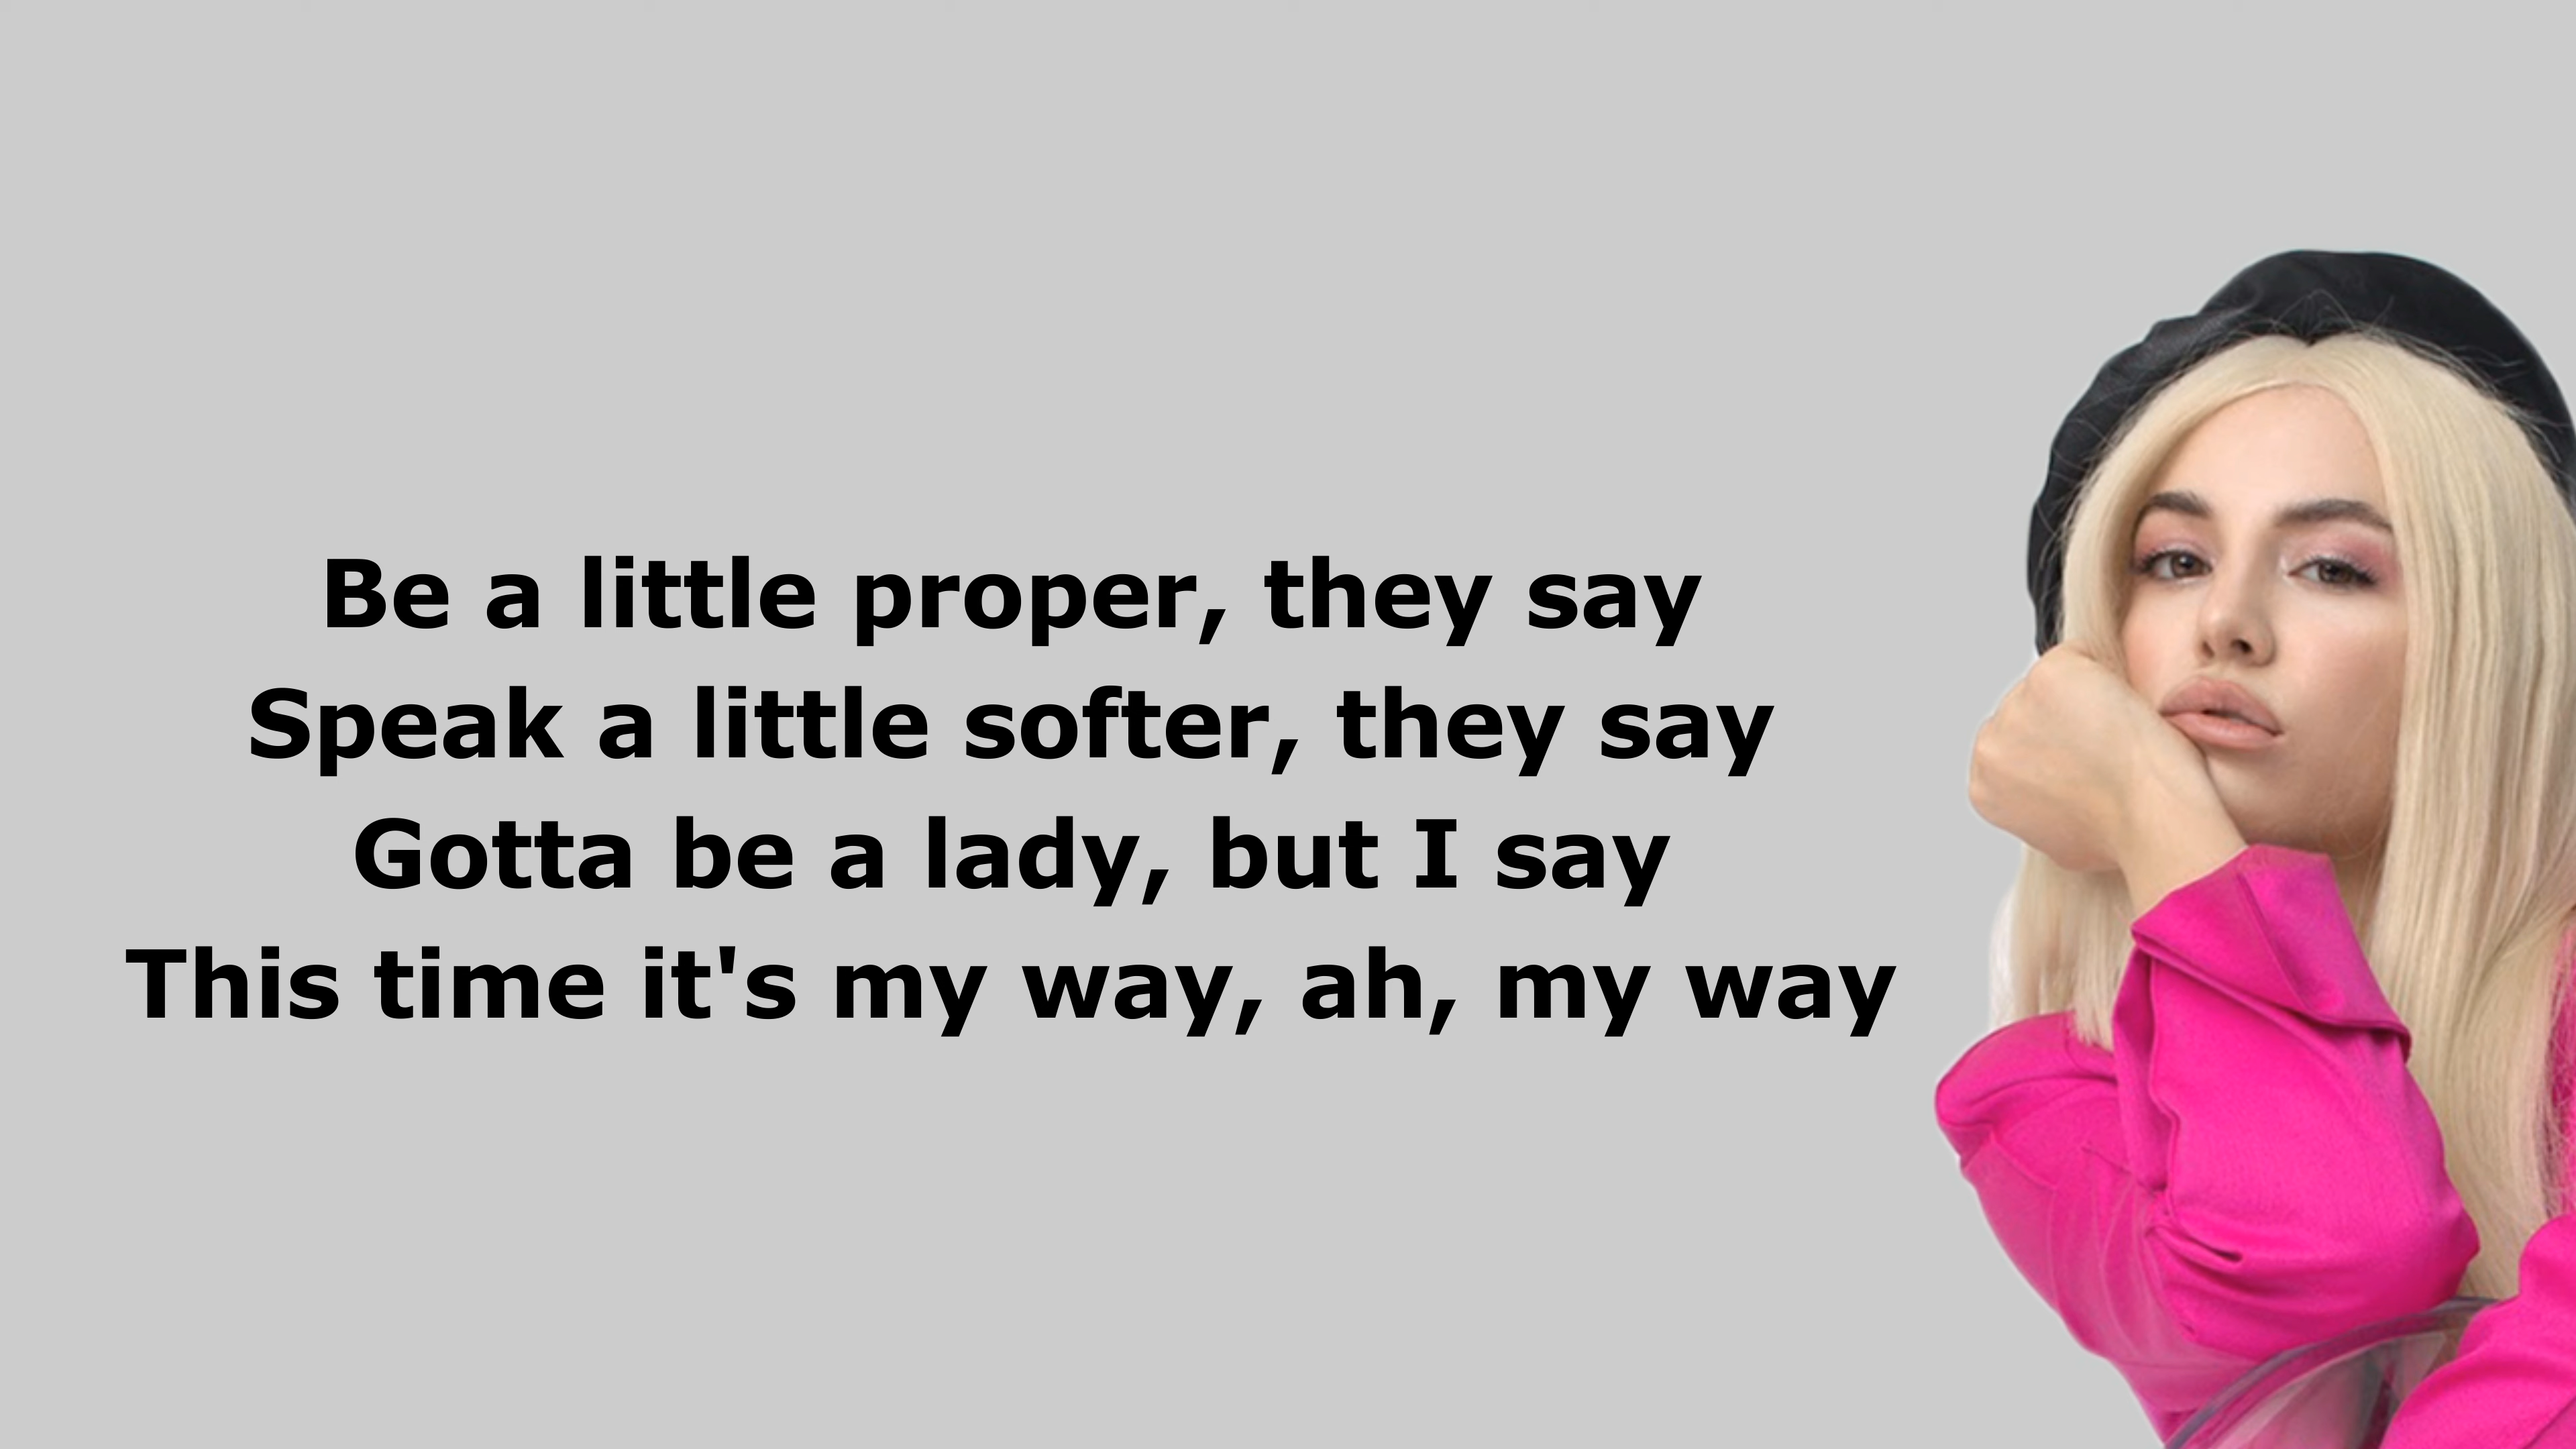 Be a little proper, they say
Speak a little softer, they say
Gotta be a lady, but I say
This time it's my way, ah, my way